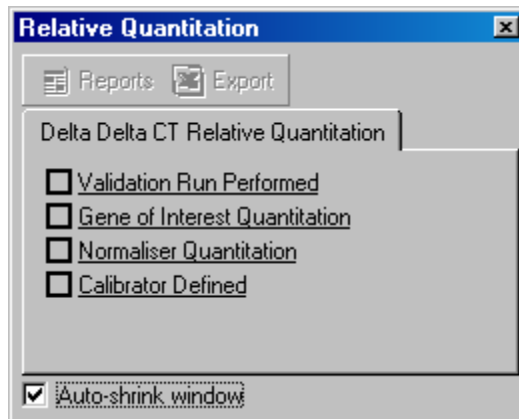 Relative Quantitation
Reports Export
Delta Delta CT Relative Quantitation
Validation Run Performed
Gene of Interest Quantitation
Normaliser Quantitation
Calibrator Defined
Auto-shrink window